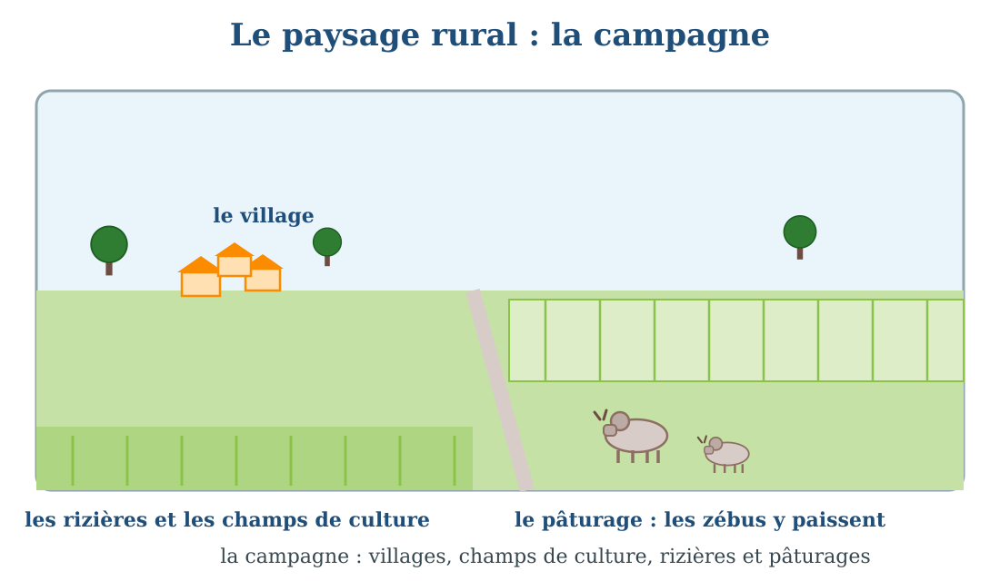 Le paysage rural : la campagne
le village
les rizières et les champs de culture
le pâturage : les zébus y paissent
la campagne : villages, champs de culture, rizières et pâturages